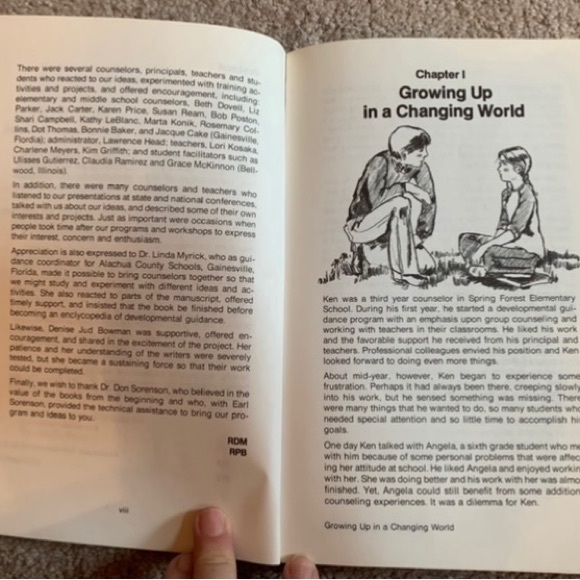 There were several counselors, principals, teachers and stu-
dents who reacted to our ideas, experimented with training ac-
tivities and projects, and offered encouragement, including:
elementary and middle school counselors, Beth Dovell, Liz
Parker, Jack Carter, Karen Price, Susan Ream, Bob Poston,
Shari Campbell, Kathy LeBlanc, Marta Konik, Rosemary Col-
lins, Dot Thomas, Bonnie Baker, and Jacque Cake (Gainesville,
Flordia); administrator, Lawrence Head; teachers, Lori Kosaka,
Charlene Meyers, Kim Griffith; and student facilitators such as
Ulisses Gutierrez, Claudia Ramirez and Grace McKinnon (Bell-
wood, Illinois).
In addition, there were many counselors and teachers who
listened to our presentations at state and national conferences,
talked with us about our ideas, and described some of their own
interests and projects. Just as important were occasions when
people took time after our programs and workshops to express
their interest, concern and enthusiasm.
Appreciation is also expressed to Dr. Linda Myrick, who as gui-
dance coordinator for Alachua County Schools, Gainesville,
Florida, made it possible to bring counselors together so that
we might study and experiment with different ideas and ac-
tivities. She also reacted to parts of the manuscript, offered
timely support, and insisted that the book be finished before
becoming an enclycopedia of developmental guidance.
Likewise, Denise Jud Bowman was supportive, offered en-
couragement, and shared in the excitement of the project. Her
patience and her understanding of the writers were severely
tested, but she became a sustaining force so that their work
could be completed.
Finally, we wish to thank Dr. Don Sorenson, who believed in the
value of the books from the beginning and who, with Earl
Sorenson, provided the technical assistance to bring our pro-
gram and ideas to you.
RDM
RPB
viii
Chapter I
Growing Up
in a Changing World
Ken was a third year counselor in Spring Forest Elementary
School. During his first year, he started a developmental gui-
dance program with an emphasis upon group counseling and
working with teachers in their classrooms. He liked his work
and the favorable support he received from his principal and
teachers. Professional colleagues envied his position and Ken
looked forward to doing even more things.
About mid-year, however, Ken began to experience some
frustration. Perhaps it had always been there, creeping slowly
into his work, but he sensed something was missing. There
were many things that he wanted to do, so many students who
needed special attention and so little time to accomplish his
goals.
One day Ken talked with Angela, a sixth grade student who me
with him because of some personal problems that were affec
ing her attitude at school. He liked Angela and enjoyed workin
with her. She was doing better and his work with her was almo
finished. Yet, Angela could still benefit from some addition
counseling experiences. It was a dilemma for Ken.
Growing Up in a Changing World